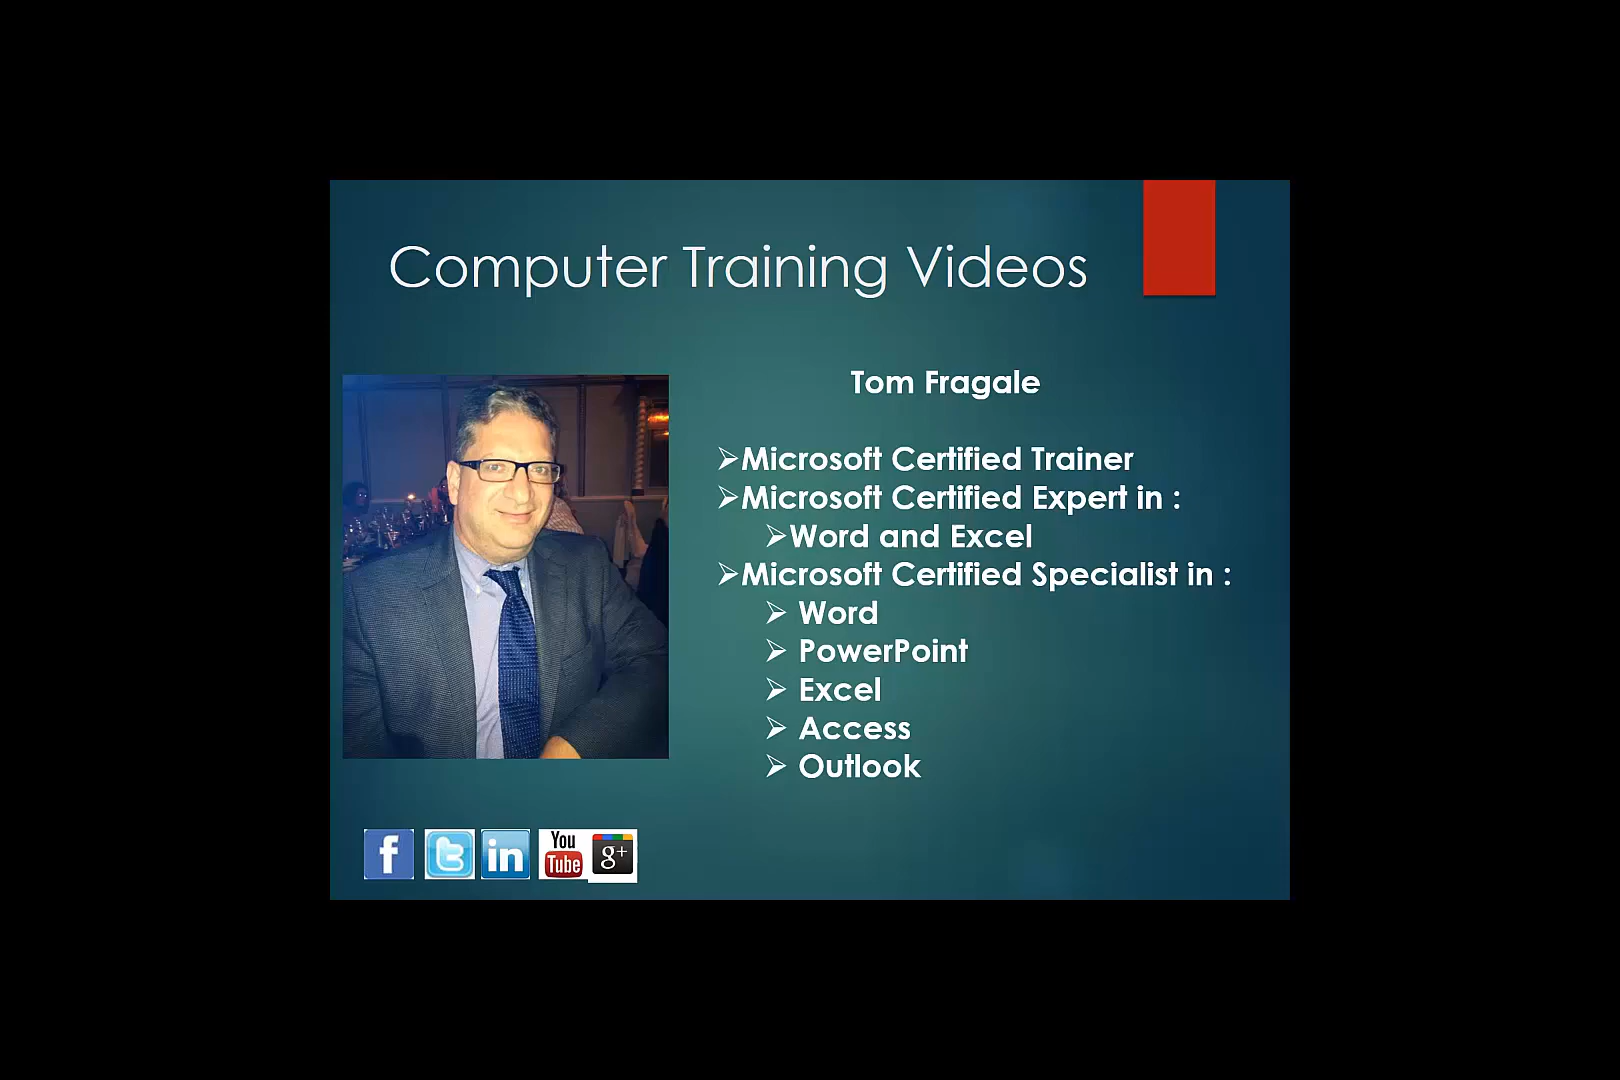 Computer Training Videos
Tom Fragale
➢Microsoft Certified Trainer
➢Microsoft Certified Expert in :
➢Word and Excel
➢Microsoft Certified Specialist in :
➢ Word
➢ PowerPoint
➢ Excel
➢ Access
➢ Outlook
f t in You Tube g+